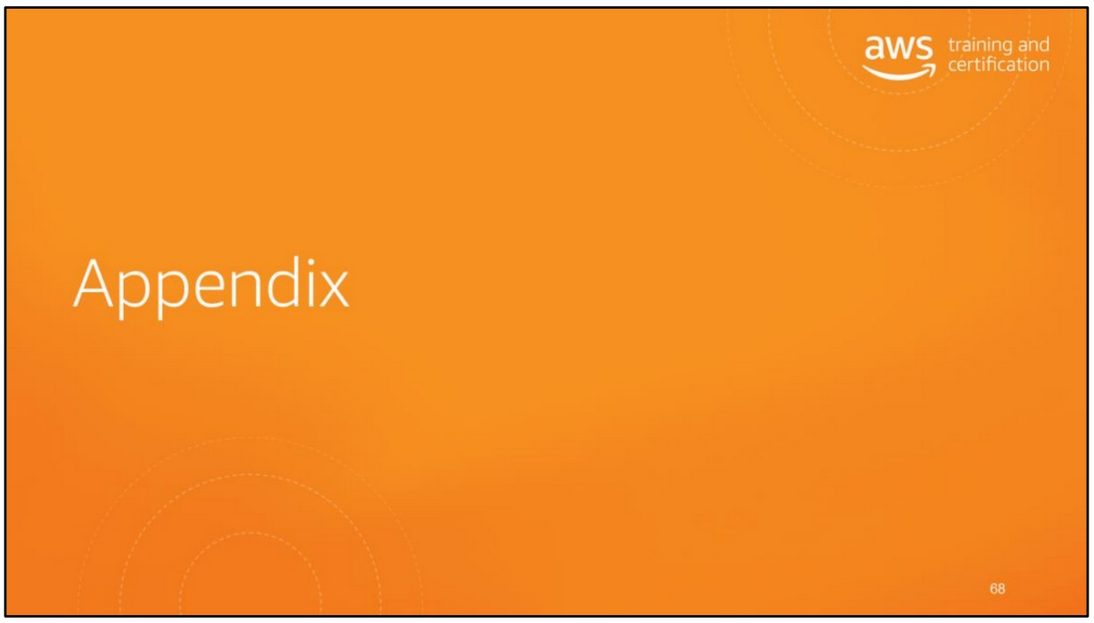 aws training and
certification
Appendix
68